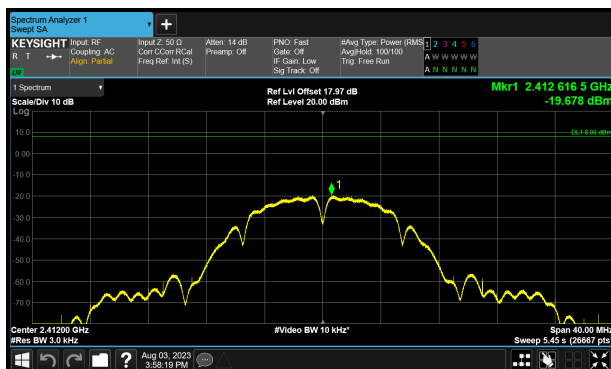 Spectrum Analyzer 1
Swept SA
+
KEYSIGHT
R T
Input: RF
Coupling: AC
Align: Partial
Input Z: 50 Ω
Corr CCorr RCal
Freq Ref: Int (S)
Atten: 14 dB
Preamp: Off
PNO: Fast
Gate: Off
IF Gain: Low
Sig Track: Off
#Avg Type: Power (RMS
Avg|Hold: 100/100
Trig: Free Run
1 2 3 4 5 6
A W W W W W
A N N N N N
1 Spectrum
Scale/Div 10 dB
Ref Lvl Offset 17.97 dB
Ref Level 20.00 dBm
Mkr1 2.412 616 5 GHz
-19.678 dBm
Log
10.0
DL1 8.00 dBm
0.00
-10.0
1
-20.0
-30.0
-40.0
-50.0
-60.0
-70.0
Center 2.41200 GHz
#Video BW 10 kHz*
Span 40.00 MHz
#Res BW 3.0 kHz
Sweep 5.45 s (26667 pts)
Aug 03, 2023
3:58:19 PM
?